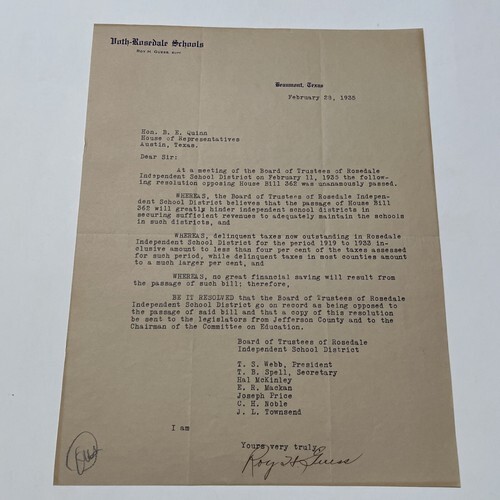 Voth-Rosedale Schools
Roy H. Guess, Supt.
Beaumont, Texas
February 28, 1935
Hon. B. E. Quinn
House of Representatives
Austin, Texas.
Dear Sir:
At a meeting of the Board of Trustees of Rosedale
Independent School District on February 11, 1935 the follow-
ing resolution opposing House Bill 362 was unanamously passed.
WHEREAS, the Board of Trustees of Rosedale Indepen-
dent School District believes that the passage of House Bill
362 will greatly hinder independent school districts in
securing sufficient revenues to adequately maintain the schools
in such districts, and
WHEREAS, delinquent taxes now outstanding in Rosedale
Independent School District for the period 1919 to 1933 in-
clusive amount to less than four per cent of the taxes assessed
for such period, while delinquent taxes in most counties amount
to a much larger per cent, and
WHEREAS, no great financial saving will result from
the passage of such bill; therefore,
BE IT RESOLVED that the Board of Trustees of Rosedale
Independent School District go on record as being opposed to
the passage of said bill and that a copy of this resolution
be sent to the legislators from Jefferson County and to the
Chairman of the Committee on Education.
Board of Trustees of Rosedale
Independent School District
T. S. Webb, President
T. B. Spell, Secretary
Hal McKinley
E. R. Mackan
Joseph Price
C. H. Noble
J. L. Townsend
I am
Yours very truly,
Roy H Guess